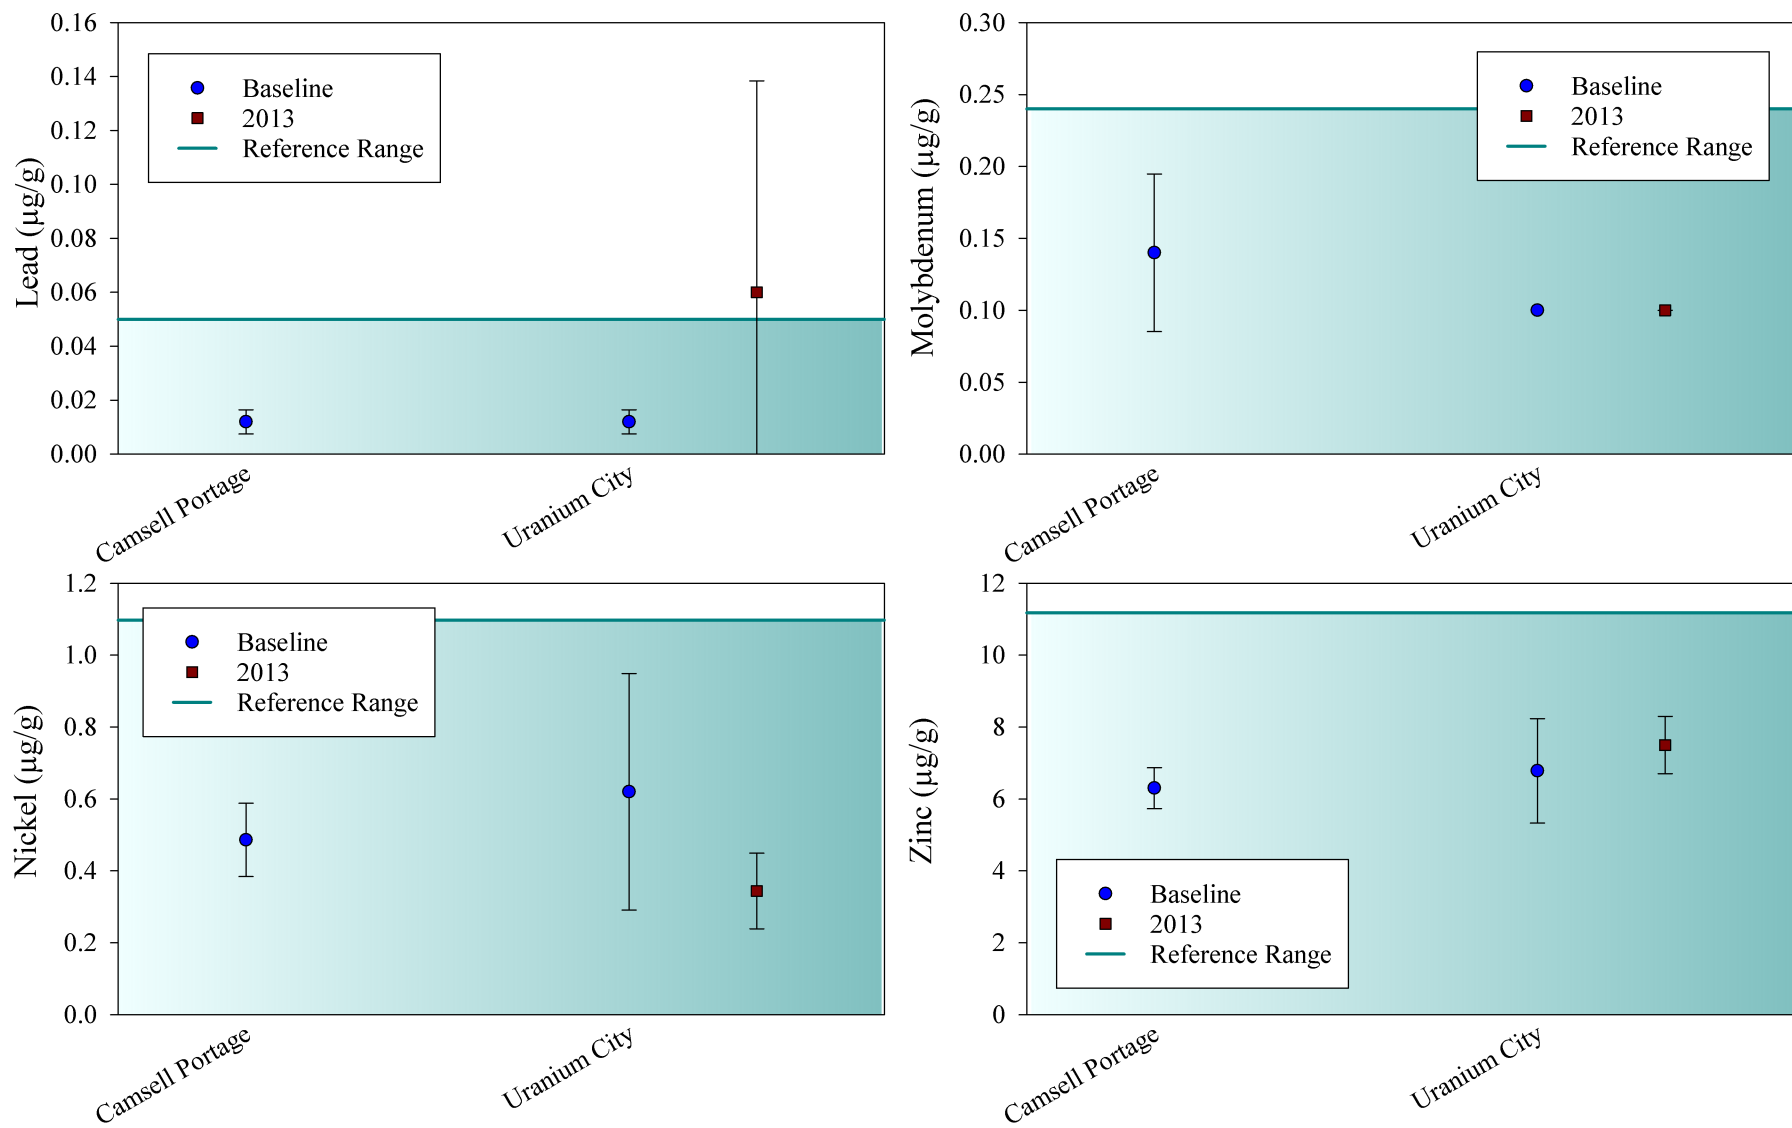 0.16
0.14
0.12
0.10
0.08
0.06
0.04
0.02
0.00
Lead (µg/g)
Baseline
2013
Reference Range
Camsell Portage
Uranium City
0.30
0.25
0.20
0.15
0.10
0.05
0.00
Molybdenum (µg/g)
Baseline
2013
Reference Range
Camsell Portage
Uranium City
1.2
1.0
0.8
0.6
0.4
0.2
0.0
Nickel (µg/g)
Baseline
2013
Reference Range
Camsell Portage
Uranium City
12
10
8
6
4
2
0
Zinc (µg/g)
Baseline
2013
Reference Range
Camsell Portage
Uranium City